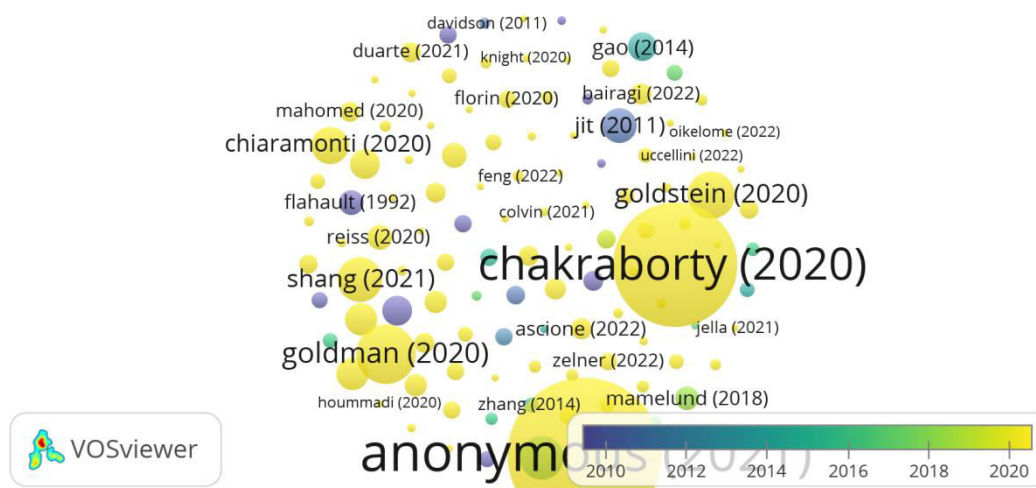 davidson (2011)
duarte (2021)
knight (2020)
gao (2014)
mahomed (2020)
florin (2020)
bairagi (2022)
chiaramonti (2020)
jit (2011)
oikelome (2022)
uccellini (2022)
flahault (1992)
feng (2022)
goldstein (2020)
colvin (2021)
reiss (2020)
shang (2021)
chakraborty (2020)
ascione (2022)
jella (2021)
goldman (2020)
zelner (2022)
hoummadi (2020)
zhang (2014)
mamelund (2018)
anonymous (2021)
VOSviewer
2010 2012 2014 2016 2018 2020